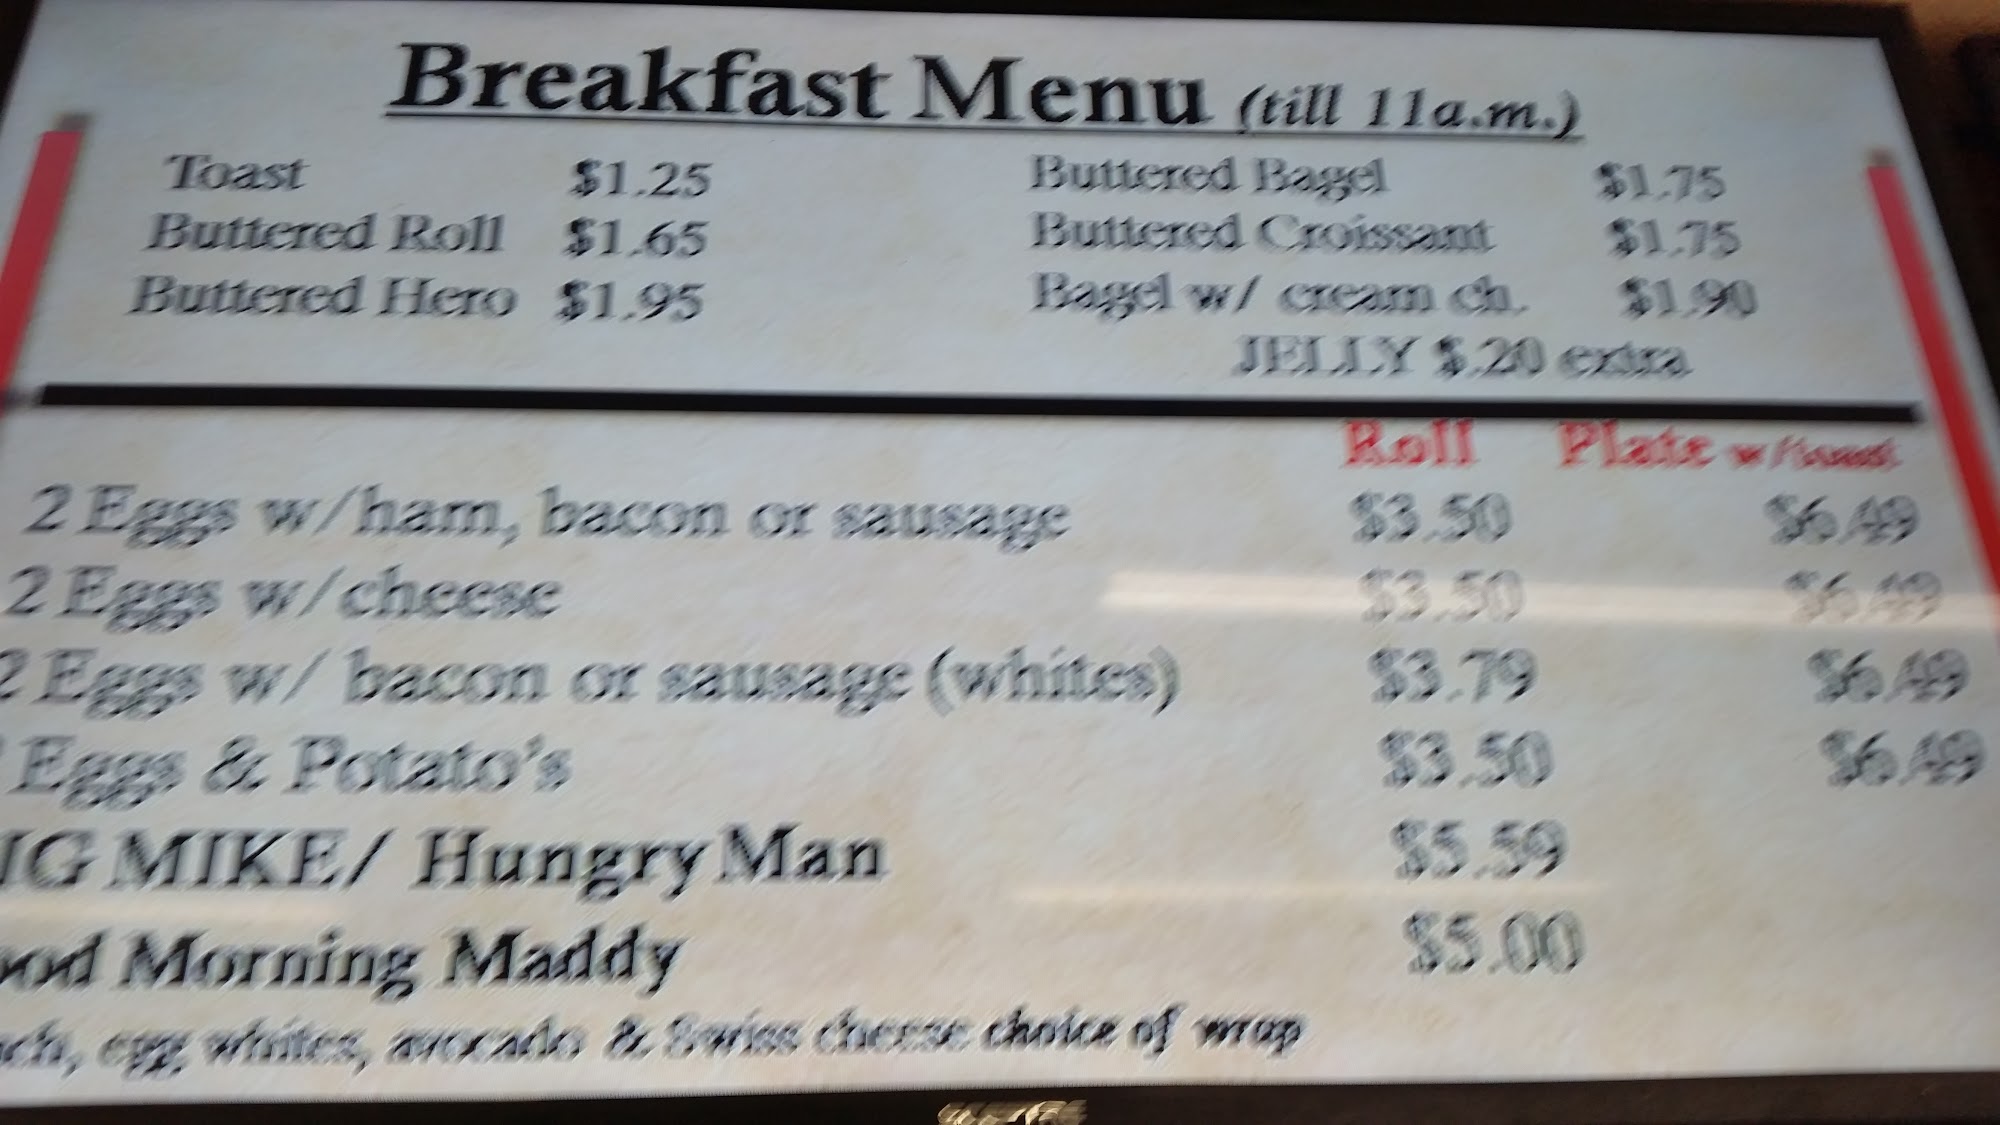 Breakfast Menu (till 11a.m.)
Toast $1.25 Buttered Bagel $1.75
Buttered Roll $1.65 Buttered Croissant $1.75
Buttered Hero $1.95 Bagel w/ cream ch. $1.90
JELLY $.20 extra
Roll Plate w/toast
2 Eggs w/ham, bacon or sausage $3.50 $6.49
2 Eggs w/cheese $3.50 $6.49
2 Eggs w/ bacon or sausage (whites) $3.79 $6.49
Eggs & Potato's $3.50 $6.49
IG MIKE/ Hungry Man $5.59
ood Morning Maddy $5.00
ach, egg whites, avocado & Swiss cheese choice of wrap